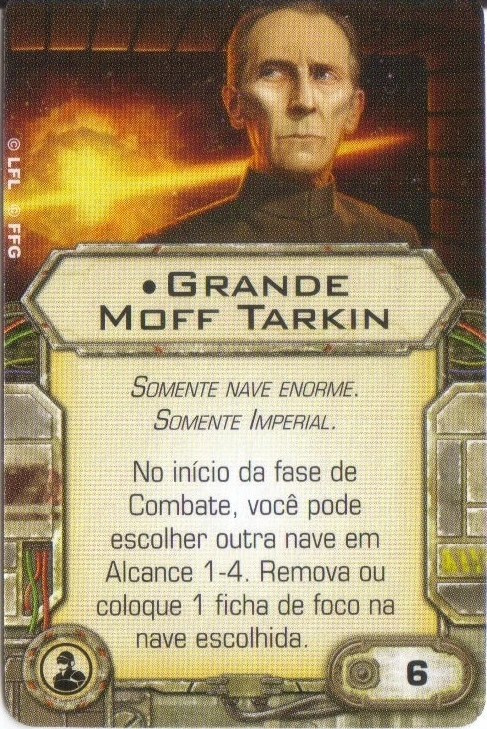 © LFL © FFG
•GRANDE
MOFF TARKIN
SOMENTE NAVE ENORME.
SOMENTE IMPERIAL.
No início da fase de
Combate, você pode
escolher outra nave em
Alcance 1-4. Remova ou
coloque 1 ficha de foco na
nave escolhida.
6